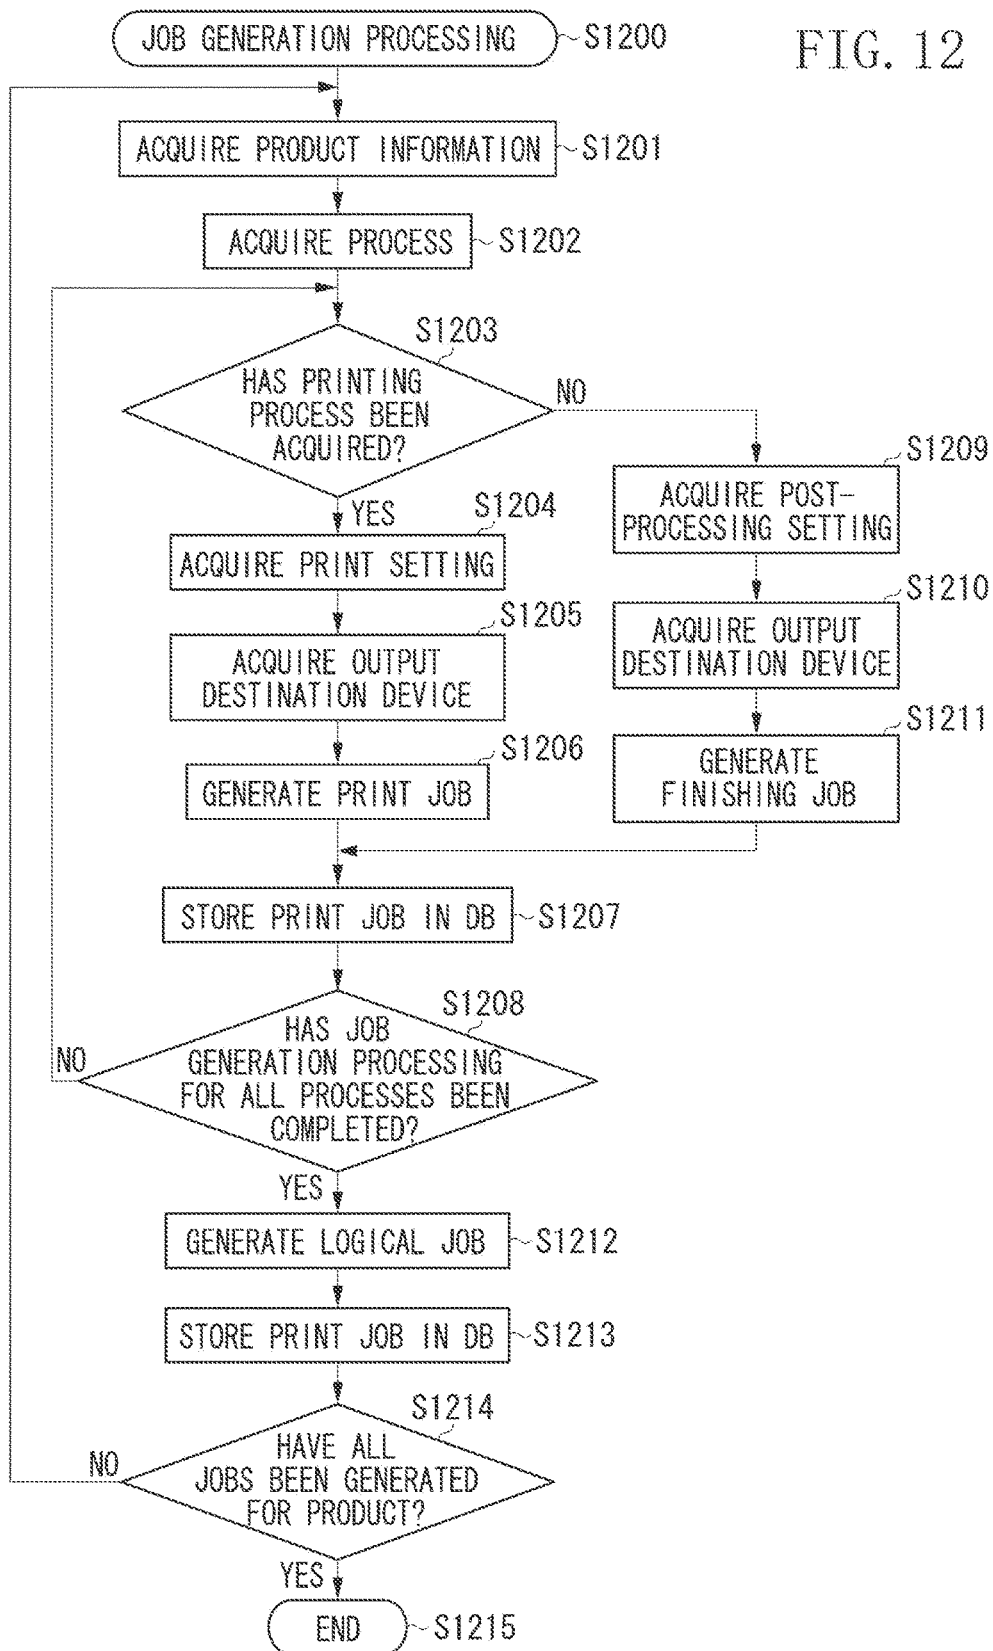 JOB GENERATION PROCESSING
S1200
FIG. 12
ACQUIRE PRODUCT INFORMATION
S1201
ACQUIRE PROCESS
S1202
S1203
HAS PRINTING
PROCESS BEEN
ACQUIRED?
NO
YES
S1204
ACQUIRE PRINT SETTING
S1205
ACQUIRE OUTPUT
DESTINATION DEVICE
S1206
GENERATE PRINT JOB
S1209
ACQUIRE POST-
PROCESSING SETTING
S1210
ACQUIRE OUTPUT
DESTINATION DEVICE
S1211
GENERATE
FINISHING JOB
STORE PRINT JOB IN DB
S1207
S1208
HAS JOB
GENERATION PROCESSING
FOR ALL PROCESSES BEEN
COMPLETED?
NO
YES
GENERATE LOGICAL JOB
S1212
STORE PRINT JOB IN DB
S1213
S1214
HAVE ALL
JOBS BEEN GENERATED
FOR PRODUCT?
NO
YES
END
S1215